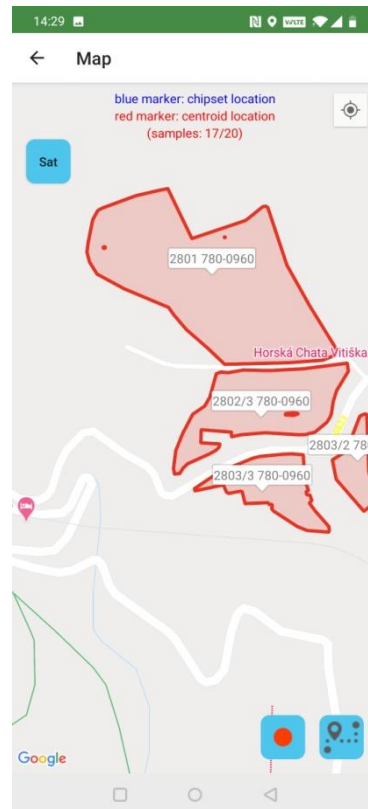 14:29
VoLTE
Map
blue marker: chipset location
red marker: centroid location
(samples: 17/20)
Sat
2801 780-0960
Horská Chata Vitiška
2802/3 780-0960
2803/2 78
2803/3 780-0960
Google